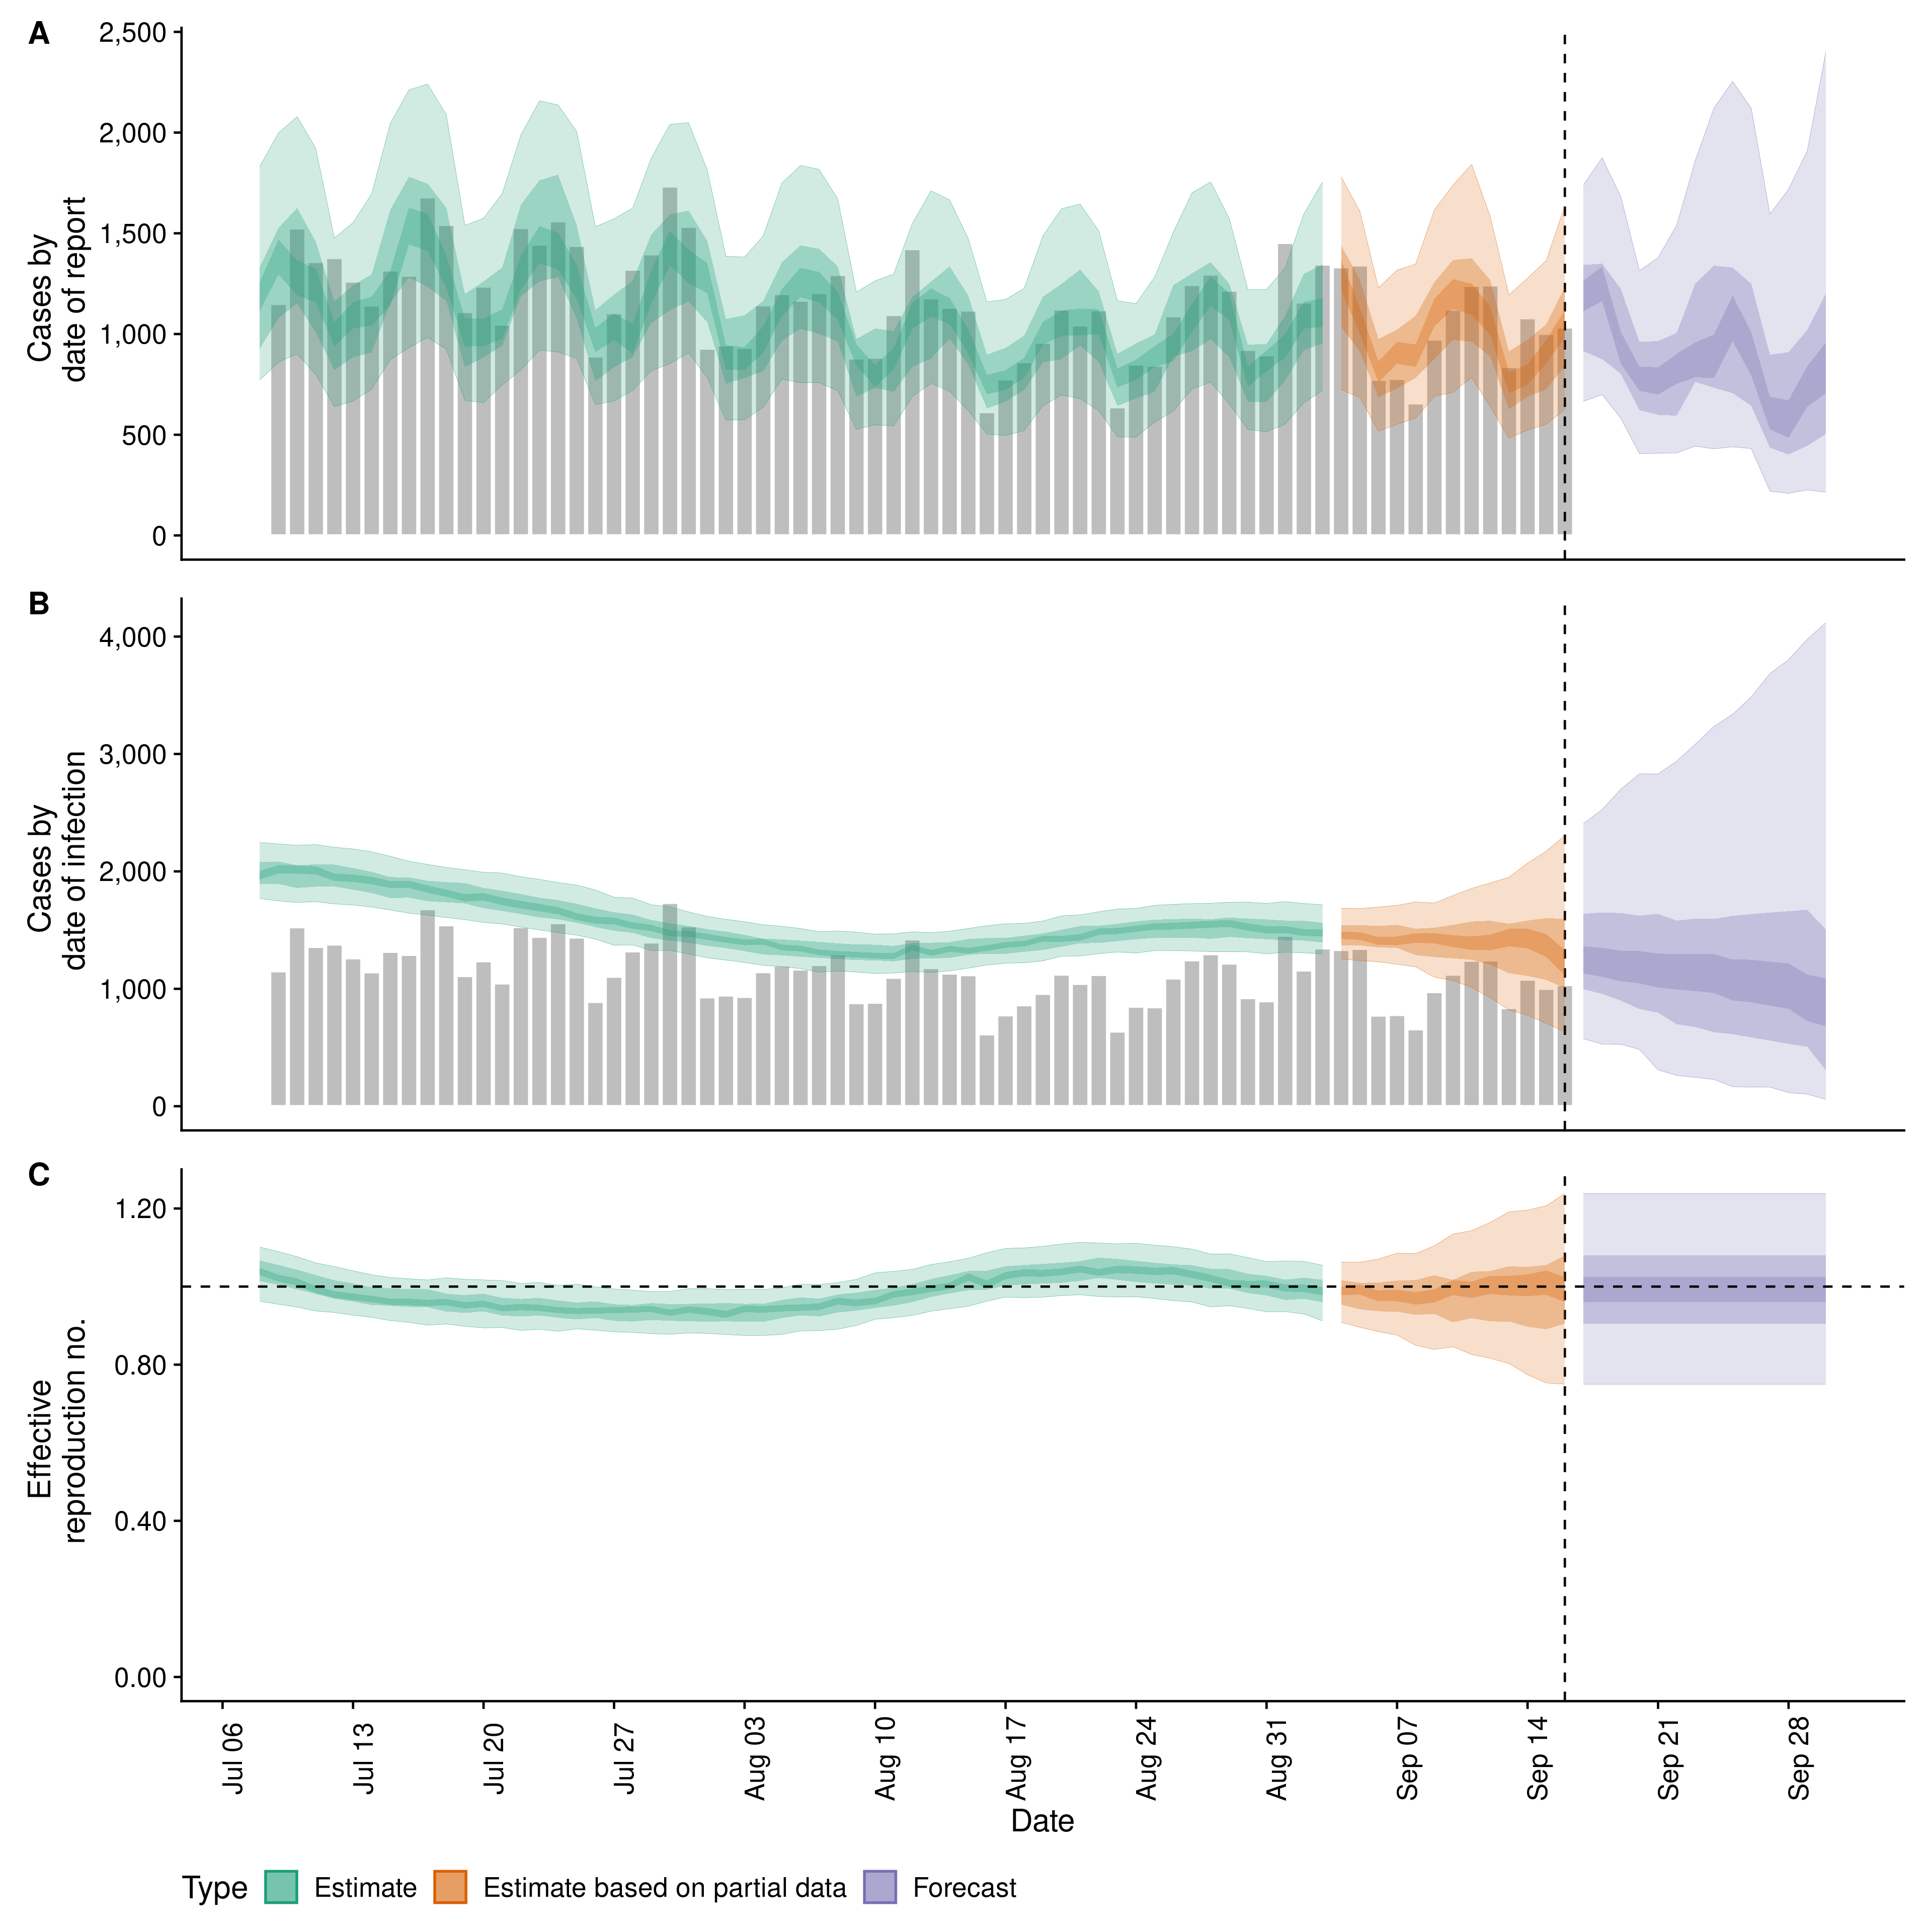 A
Cases by
date of report
2,500
2,000
1,500
1,000
500
0
B
Cases by
date of infection
4,000
3,000
2,000
1,000
0
C
Effective
reproduction no.
1.20
0.80
0.40
0.00
Jul 06
Jul 13
Jul 20
Jul 27
Aug 03
Aug 10
Aug 17
Aug 24
Aug 31
Sep 07
Sep 14
Sep 21
Sep 28
Date
Type Estimate Estimate based on partial data Forecast